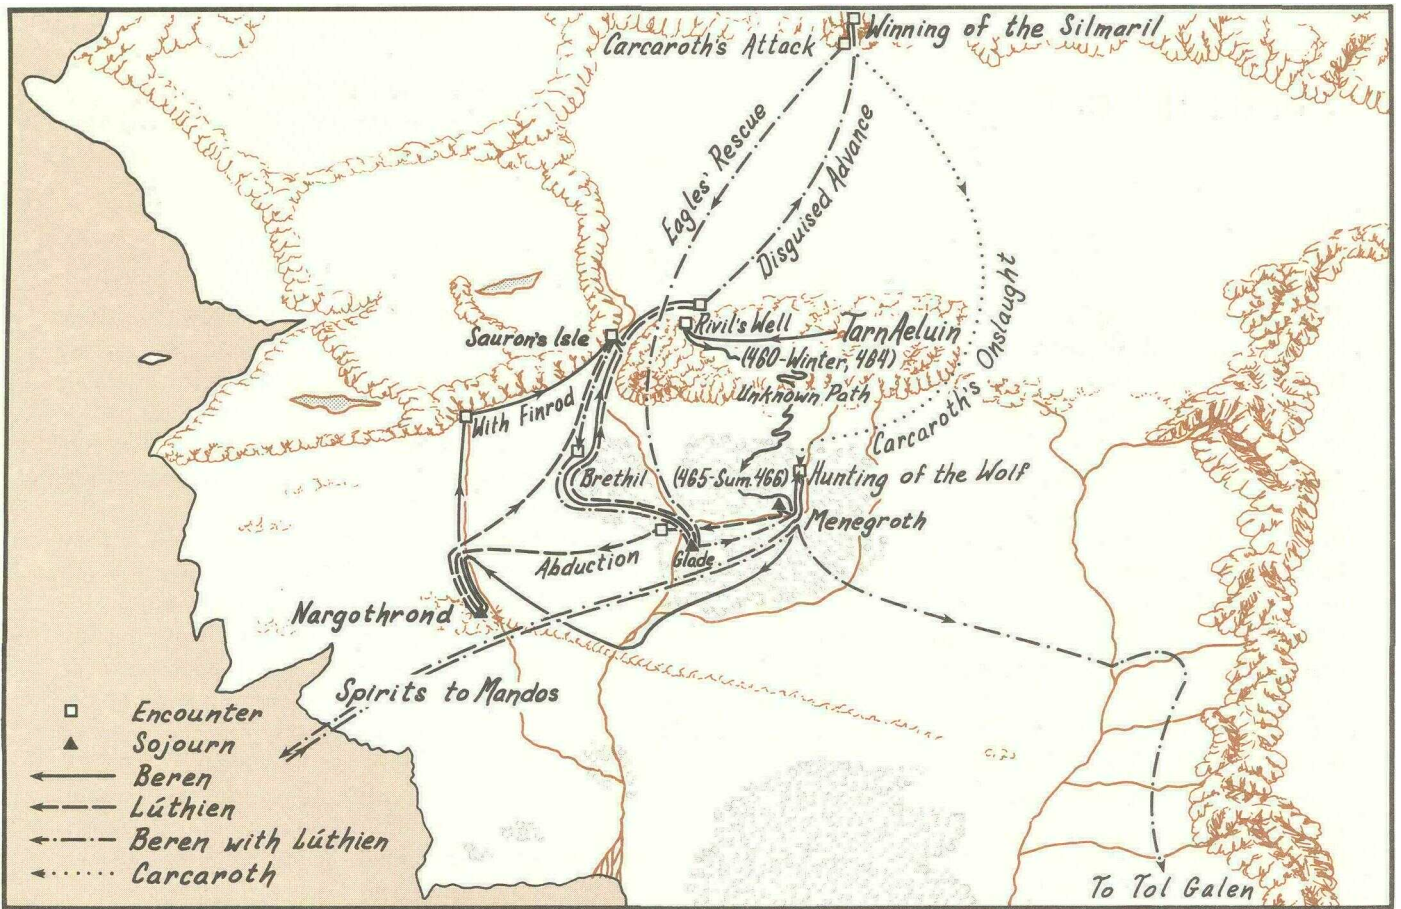 Winning of the Silmaril
Carcaroth's Attack
Eagles' Rescue
Disguised Advance
Carcaroth's Onslaught
Sauron's Isle
Rivil's Well
Tarn Aeluin
(460-Winter, 464)
Unknown Path
With Finrod
Brethil
(465-Sum. 466)
Hunting of the Wolf
Menegroth
Abduction
Glade
Nargothrond
Spirits to Mandos
Encounter
Sojourn
Beren
Lúthien
Beren with Lúthien
Carcaroth
To Tol Galen